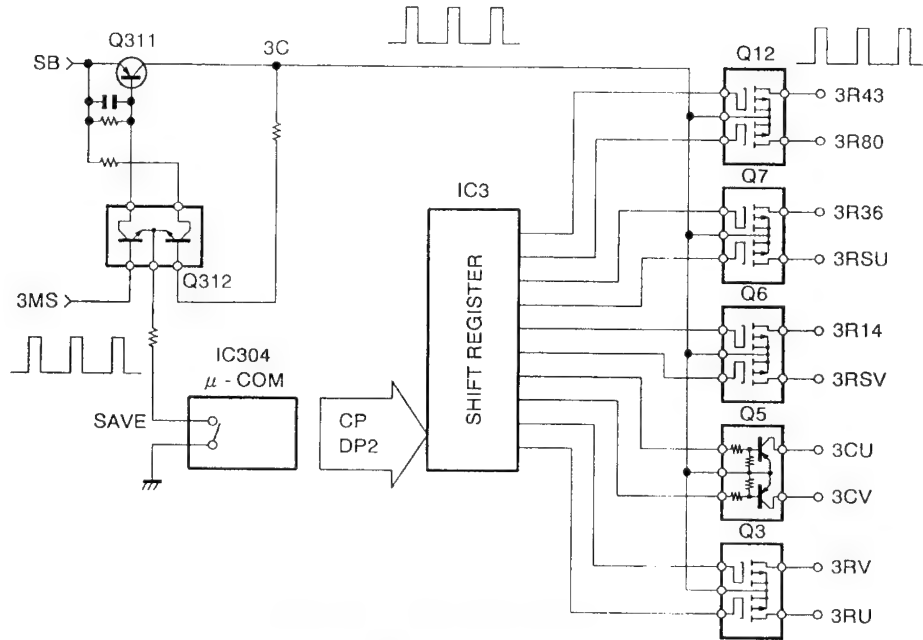 SB
Q311
3C
Q312
3MS
IC304
μ-COM
SAVE
CP
DP2
IC3
SHIFT REGISTER
Q12
3R43
3R80
Q7
3R36
3RSU
Q6
3R14
3RSV
Q5
3CU
3CV
Q3
3RV
3RU